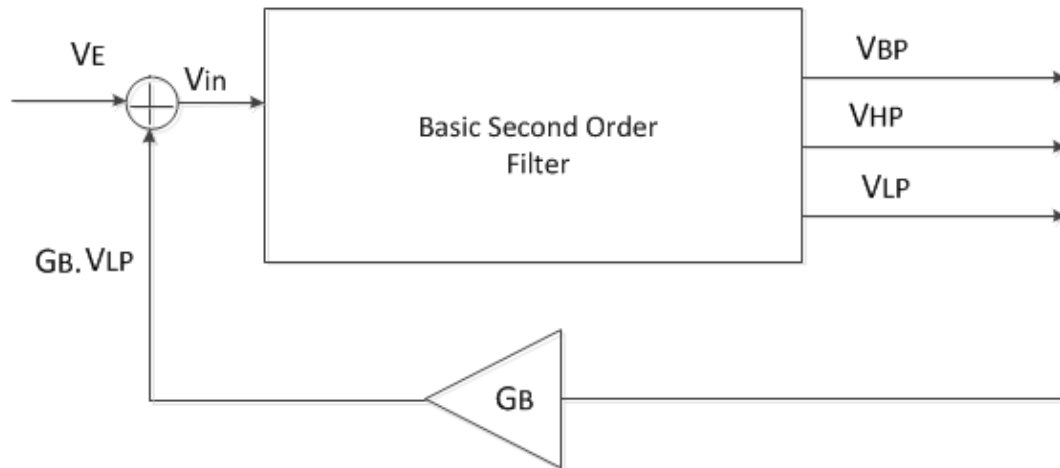 VE
Vin
Basic Second Order
Filter
VBP
VHP
VLP
GB.VLP
GB